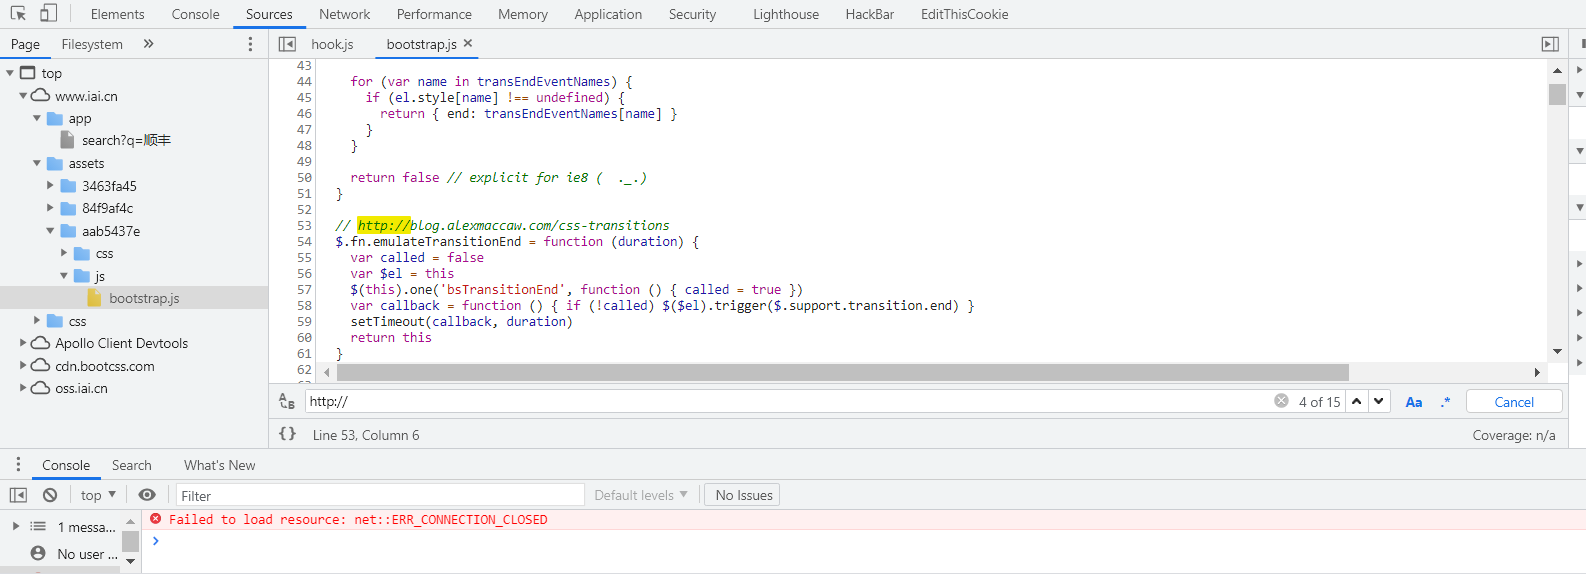 Elements Console Sources Network Performance Memory Application Security Lighthouse HackBar EditThisCookie
Page Filesystem »
hook.js bootstrap.js ×
top
www.iai.cn
app
search?q=顺丰
assets
3463fa45
84f9af4c
aab5437e
css
js
bootstrap.js
css
Apollo Client Devtools
cdn.bootcss.com
oss.iai.cn
43
44 for (var name in transEndEventNames) {
45 if (el.style[name] !== undefined) {
46 return { end: transEndEventNames[name] }
47 }
48 }
49
50 return false // explicit for ie8 (  ._.)
51 }
52
53 // http://blog.alexmaccaw.com/css-transitions
54 $.fn.emulateTransitionEnd = function (duration) {
55 var called = false
56 var $el = this
57 $(this).one('bsTransitionEnd', function () { called = true })
58 var callback = function () { if (!called) $($el).trigger($.support.transition.end) }
59 setTimeout(callback, duration)
60 return this
61 }
62
http:// 4 of 15 Aa .* Cancel
{} Line 53, Column 6 Coverage: n/a
Console Search What's New
top Filter Default levels No Issues
1 messa...
No user ...
Failed to load resource: net::ERR_CONNECTION_CLOSED